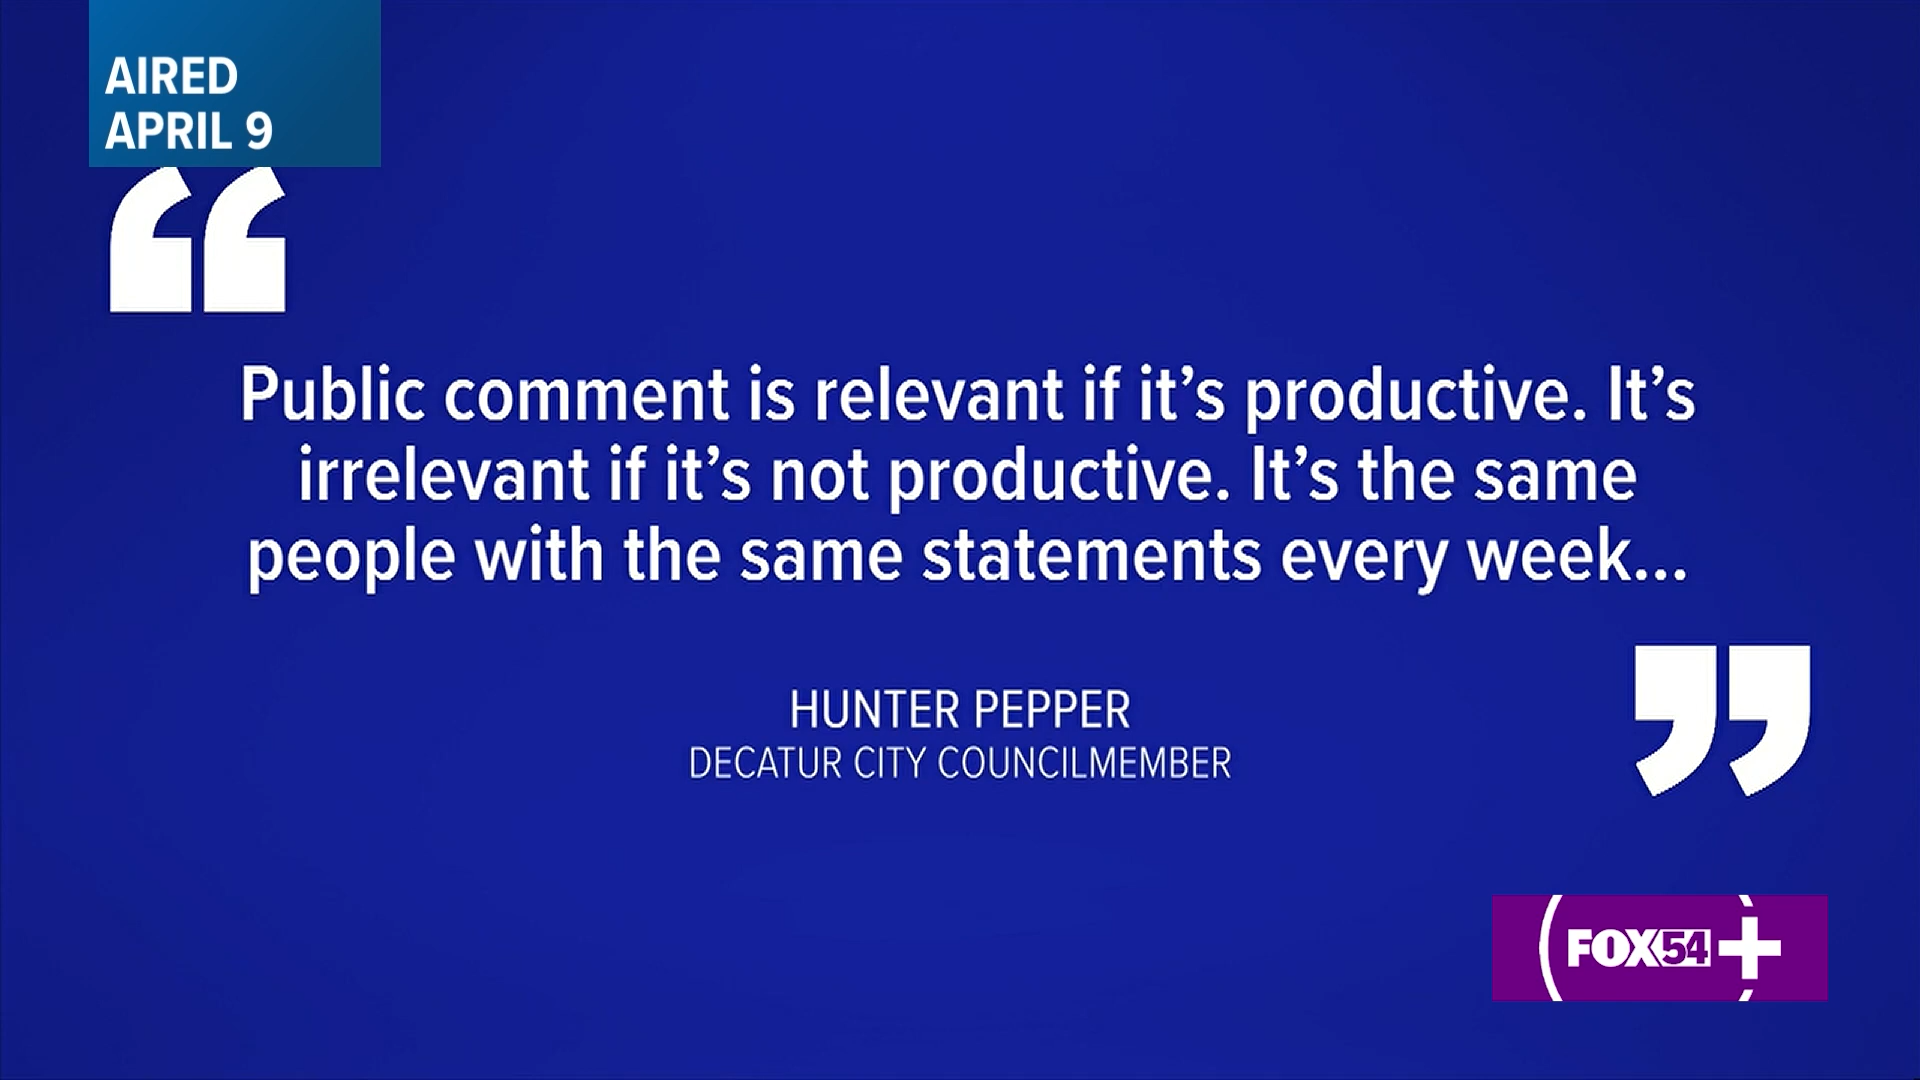 AIRED
APRIL 9
“
Public comment is relevant if it’s productive. It’s
irrelevant if it’s not productive. It’s the same
people with the same statements every week...
”
HUNTER PEPPER
DECATUR CITY COUNCILMEMBER
FOX54+